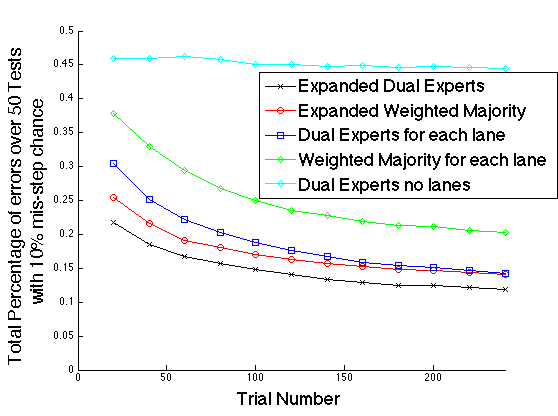 Total Percentage of errors over 50 Tests
with 10% mis-step chance
0.5
0.45
0.4
0.35
0.3
0.25
0.2
0.15
0.1
0.05
0
Expanded Dual Experts
Expanded Weighted Majority
Dual Experts for each lane
Weighted Majority for each lane
Dual Experts no lanes
0 50 100 150 200
Trial Number